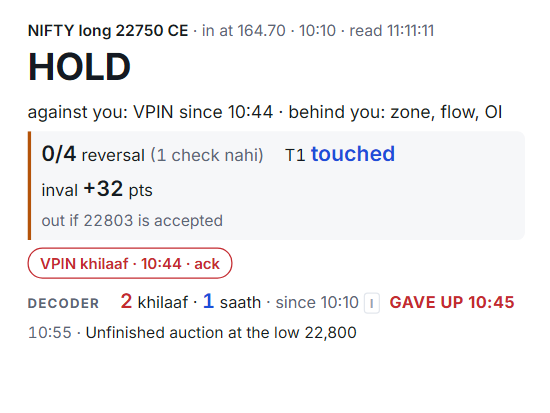 NIFTY long 22750 CE · in at 164.70 · 10:10 · read 11:11:11
HOLD
against you: VPIN since 10:44 · behind you: zone, flow, OI
0/4 reversal (1 check nahi) T1 touched
inval +32 pts
out if 22803 is accepted
VPIN khilaaf · 10:44 · ack
DECODER 2 khilaaf · 1 saath · since 10:10 I GAVE UP 10:45
10:55 · Unfinished auction at the low 22,800